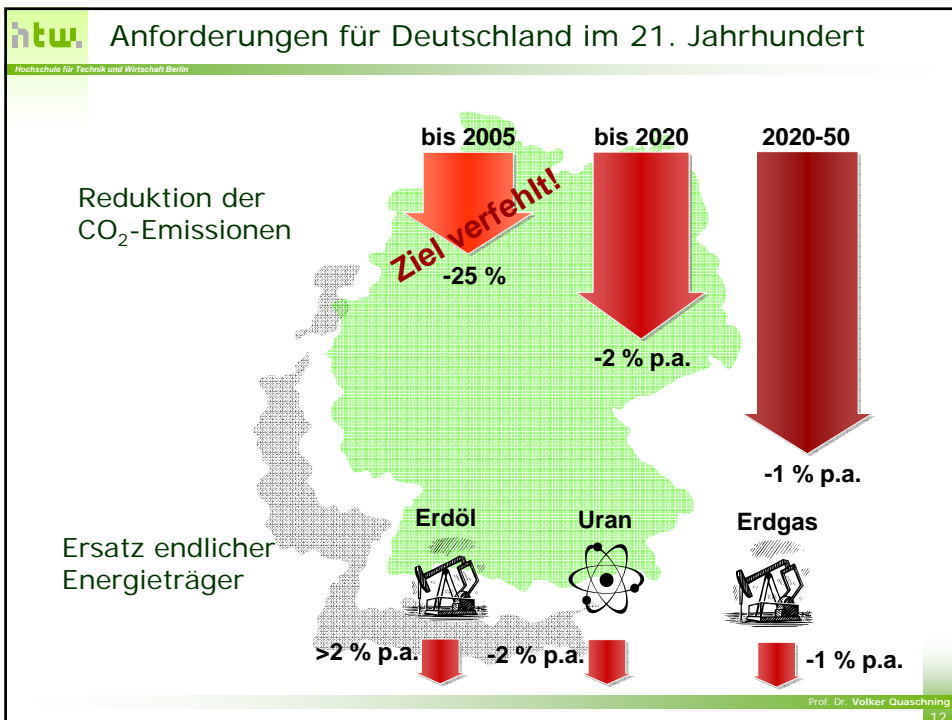 htw.
Anforderungen für Deutschland im 21. Jahrhundert
Hochschule für Technik und Wirtschaft Berlin
bis 2005
bis 2020
2020-50
Reduktion der
CO₂-Emissionen
Ziel verfehlt!
-25 %
-2 % p.a.
-1 % p.a.
Erdöl
Uran
Erdgas
Ersatz endlicher
Energieträger
>2 % p.a.
-2 % p.a.
-1 % p.a.
Prof. Dr. Volker Quaschning
12